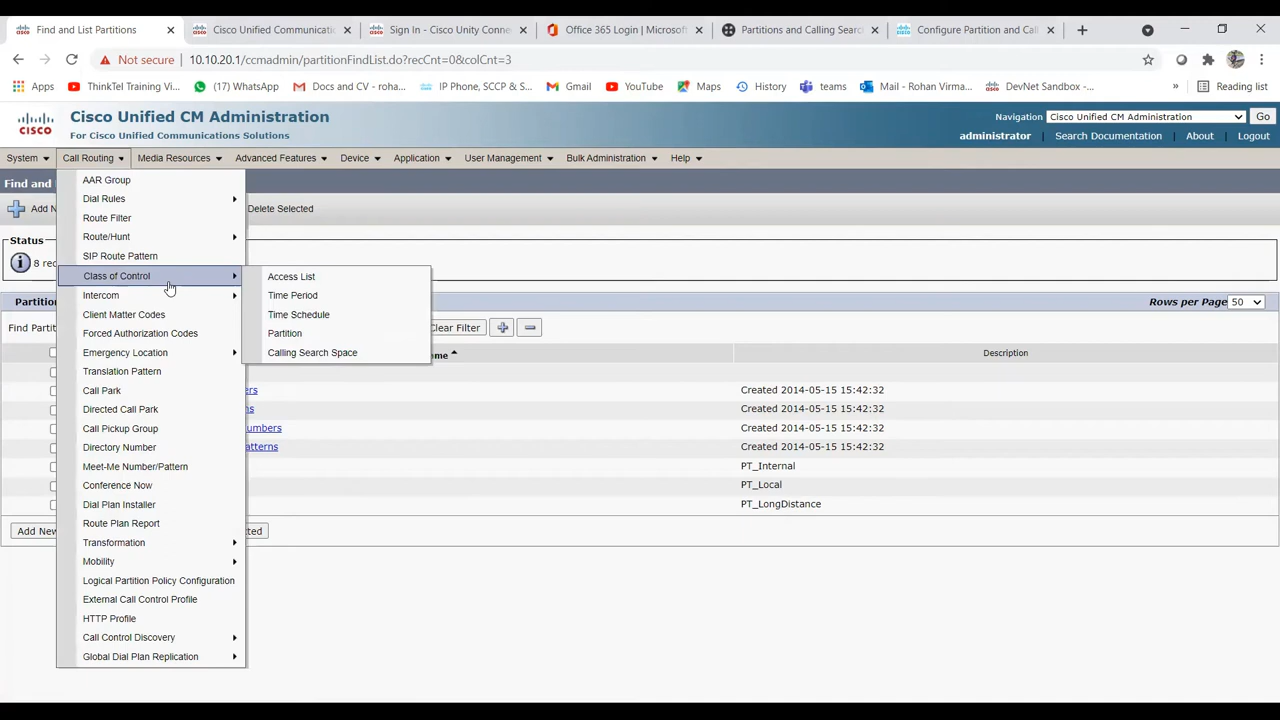 Find and List Partitions
Cisco Unified Communicati
Sign In - Cisco Unity Conne
Office 365 Login | Microsoft
Partitions and Calling Searc
Configure Partition and Call
Not secure
10.10.20.1/ccmadmin/partitionFindList.do?recCnt=0&colCnt=3
Apps
ThinkTel Training Vi...
(17) WhatsApp
Docs and CV - roha...
IP Phone, SCCP & S...
Gmail
YouTube
Maps
History
teams
Mail - Rohan Virma...
DevNet Sandbox -...
»
Reading list
CISCO
Cisco Unified CM Administration
For Cisco Unified Communications Solutions
Navigation
Cisco Unified CM Administration
Go
administrator
Search Documentation
About
Logout
System
Call Routing
Media Resources
Advanced Features
Device
Application
User Management
Bulk Administration
Help
Find and
Add N
Delete Selected
Status
8 rec
Partition
Rows per Page 50
Find Partit
Clear Filter
Description
Created 2014-05-15 15:42:32
Created 2014-05-15 15:42:32
umbers
Created 2014-05-15 15:42:32
atterns
Created 2014-05-15 15:42:32
PT_Internal
PT_Local
PT_LongDistance
Add New
AAR Group
Dial Rules
Route Filter
Route/Hunt
SIP Route Pattern
Class of Control
Intercom
Client Matter Codes
Forced Authorization Codes
Emergency Location
Translation Pattern
Call Park
Directed Call Park
Call Pickup Group
Directory Number
Meet-Me Number/Pattern
Conference Now
Dial Plan Installer
Route Plan Report
Transformation
Mobility
Logical Partition Policy Configuration
External Call Control Profile
HTTP Profile
Call Control Discovery
Global Dial Plan Replication
Access List
Time Period
Time Schedule
Partition
Calling Search Space